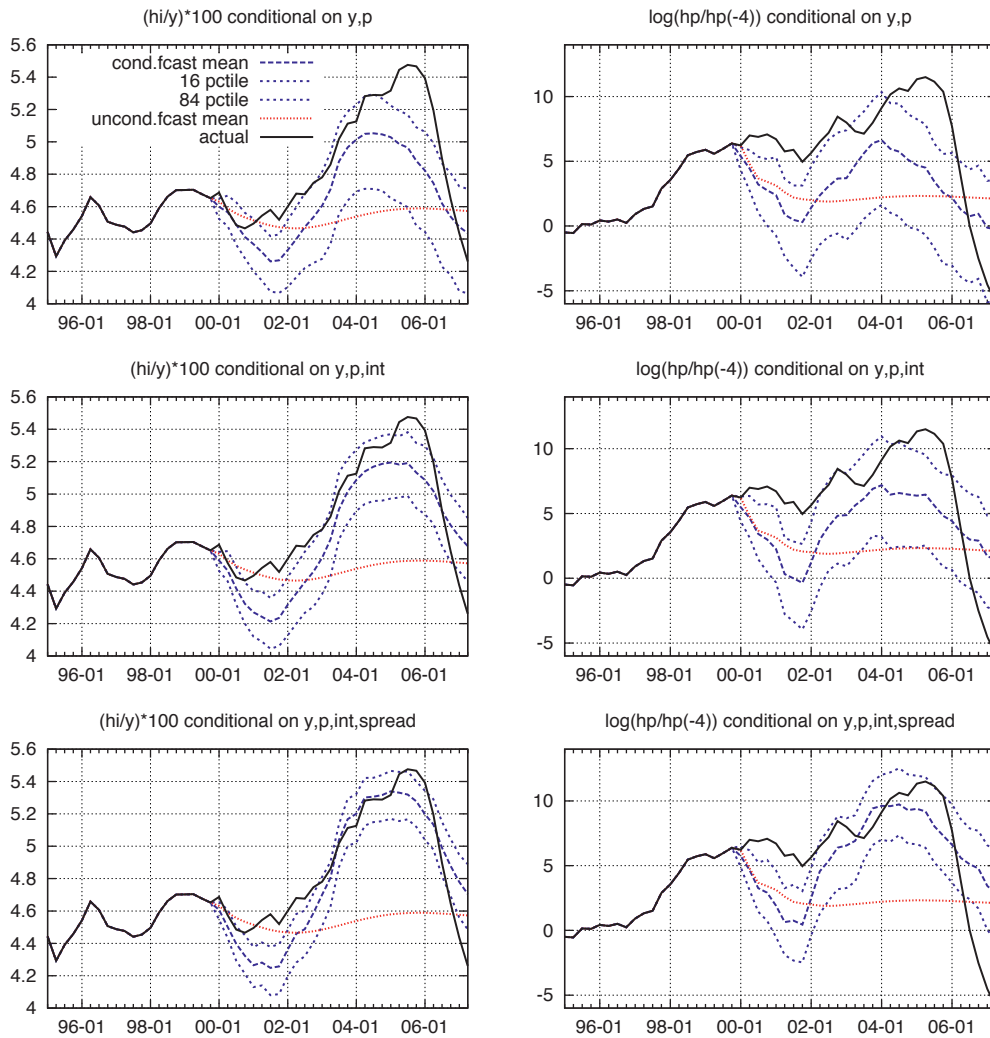 (hi/y)*100 conditional on y,p
5.6
5.4
5.2
5
4.8
4.6
4.4
4.2
4
cond.fcast mean
16 pctile
84 pctile
uncond.fcast mean
actual
96-01 98-01 00-01 02-01 04-01 06-01
log(hp/hp(-4)) conditional on y,p
10
5
0
-5
96-01 98-01 00-01 02-01 04-01 06-01
(hi/y)*100 conditional on y,p,int
5.6
5.4
5.2
5
4.8
4.6
4.4
4.2
4
96-01 98-01 00-01 02-01 04-01 06-01
log(hp/hp(-4)) conditional on y,p,int
10
5
0
-5
96-01 98-01 00-01 02-01 04-01 06-01
(hi/y)*100 conditional on y,p,int,spread
5.6
5.4
5.2
5
4.8
4.6
4.4
4.2
4
96-01 98-01 00-01 02-01 04-01 06-01
log(hp/hp(-4)) conditional on y,p,int,spread
10
5
0
-5
96-01 98-01 00-01 02-01 04-01 06-01